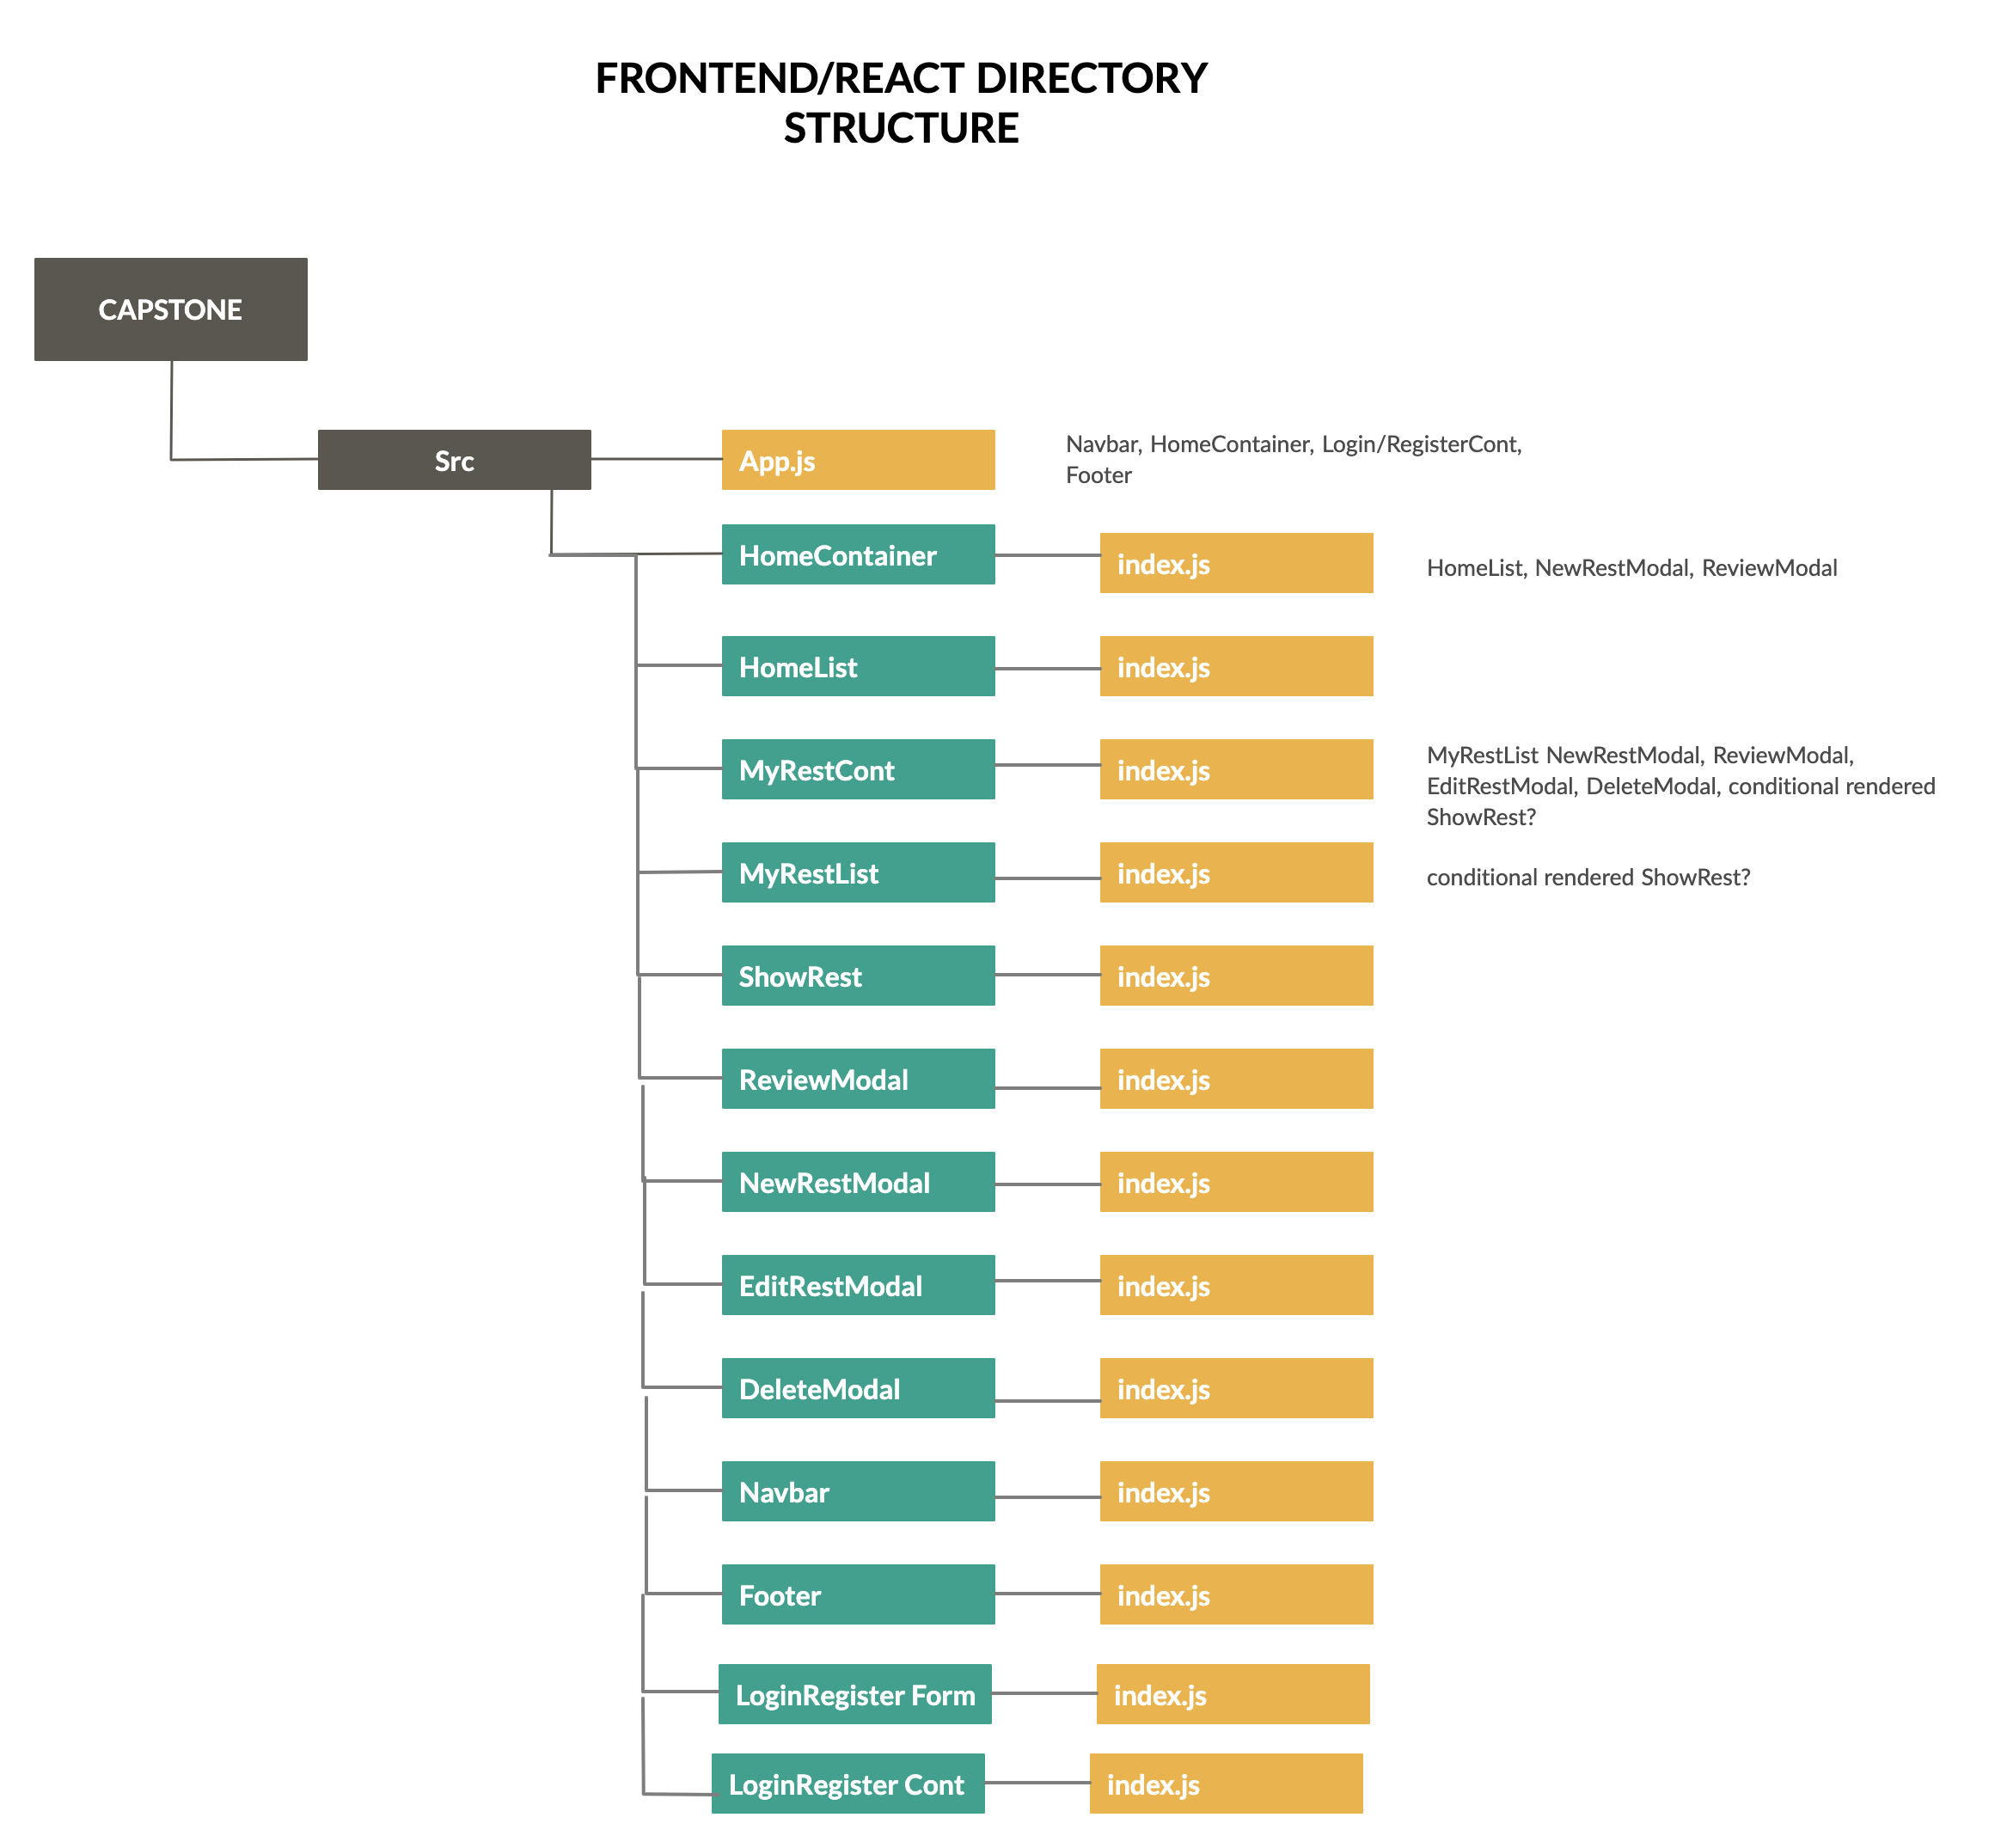 FRONTEND/REACT DIRECTORY
STRUCTURE
CAPSTONE
Src
App.js
Navbar, HomeContainer, Login/RegisterCont,
Footer
HomeContainer
index.js
HomeList, NewRestModal, ReviewModal
HomeList
index.js
MyRestCont
index.js
MyRestList NewRestModal, ReviewModal,
EditRestModal, DeleteModal, conditional rendered
ShowRest?
MyRestList
index.js
conditional rendered ShowRest?
ShowRest
index.js
ReviewModal
index.js
NewRestModal
index.js
EditRestModal
index.js
DeleteModal
index.js
Navbar
index.js
Footer
index.js
LoginRegister Form
index.js
LoginRegister Cont
index.js